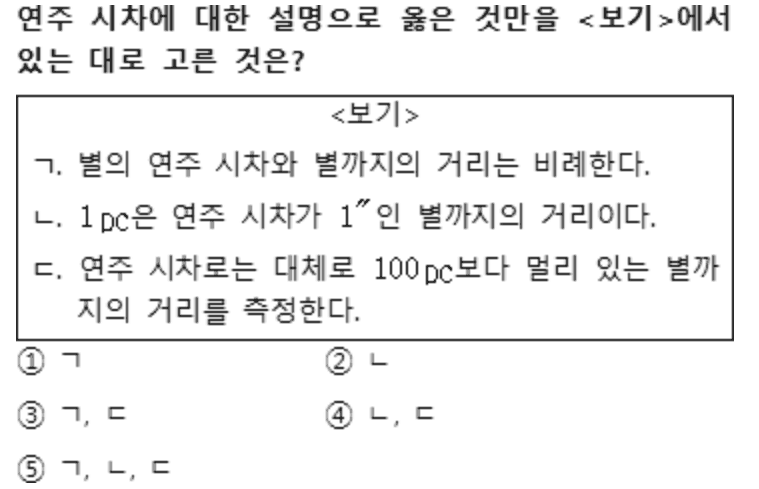 연주 시차에 대한 설명으로 옳은 것만을 <보기>에서
있는 대로 고른 것은?
<보기>
ㄱ. 별의 연주 시차와 별까지의 거리는 비례한다.
ㄴ. 1pc은 연주 시차가 1″인 별까지의 거리이다.
ㄷ. 연주 시차로는 대체로 100pc보다 멀리 있는 별까
지의 거리를 측정한다.
① ㄱ ② ㄴ
③ ㄱ, ㄷ ④ ㄴ, ㄷ
⑤ ㄱ, ㄴ, ㄷ